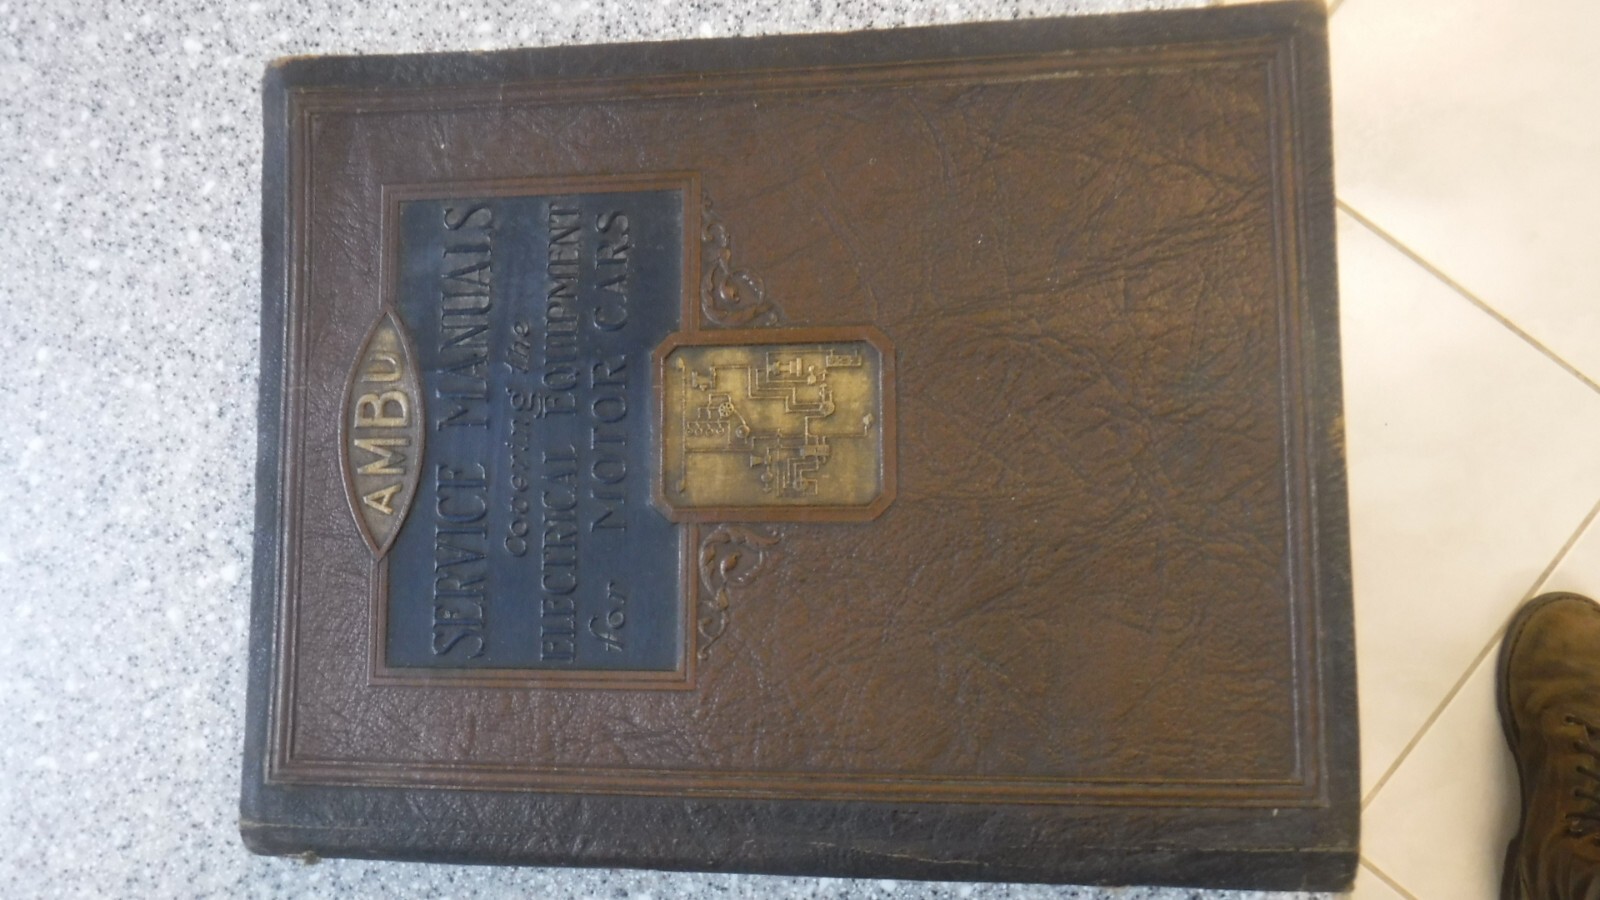 AMBU
SERVICE MANUALS
covering the
ELECTRICAL EQUIPMENT
for MOTOR CARS